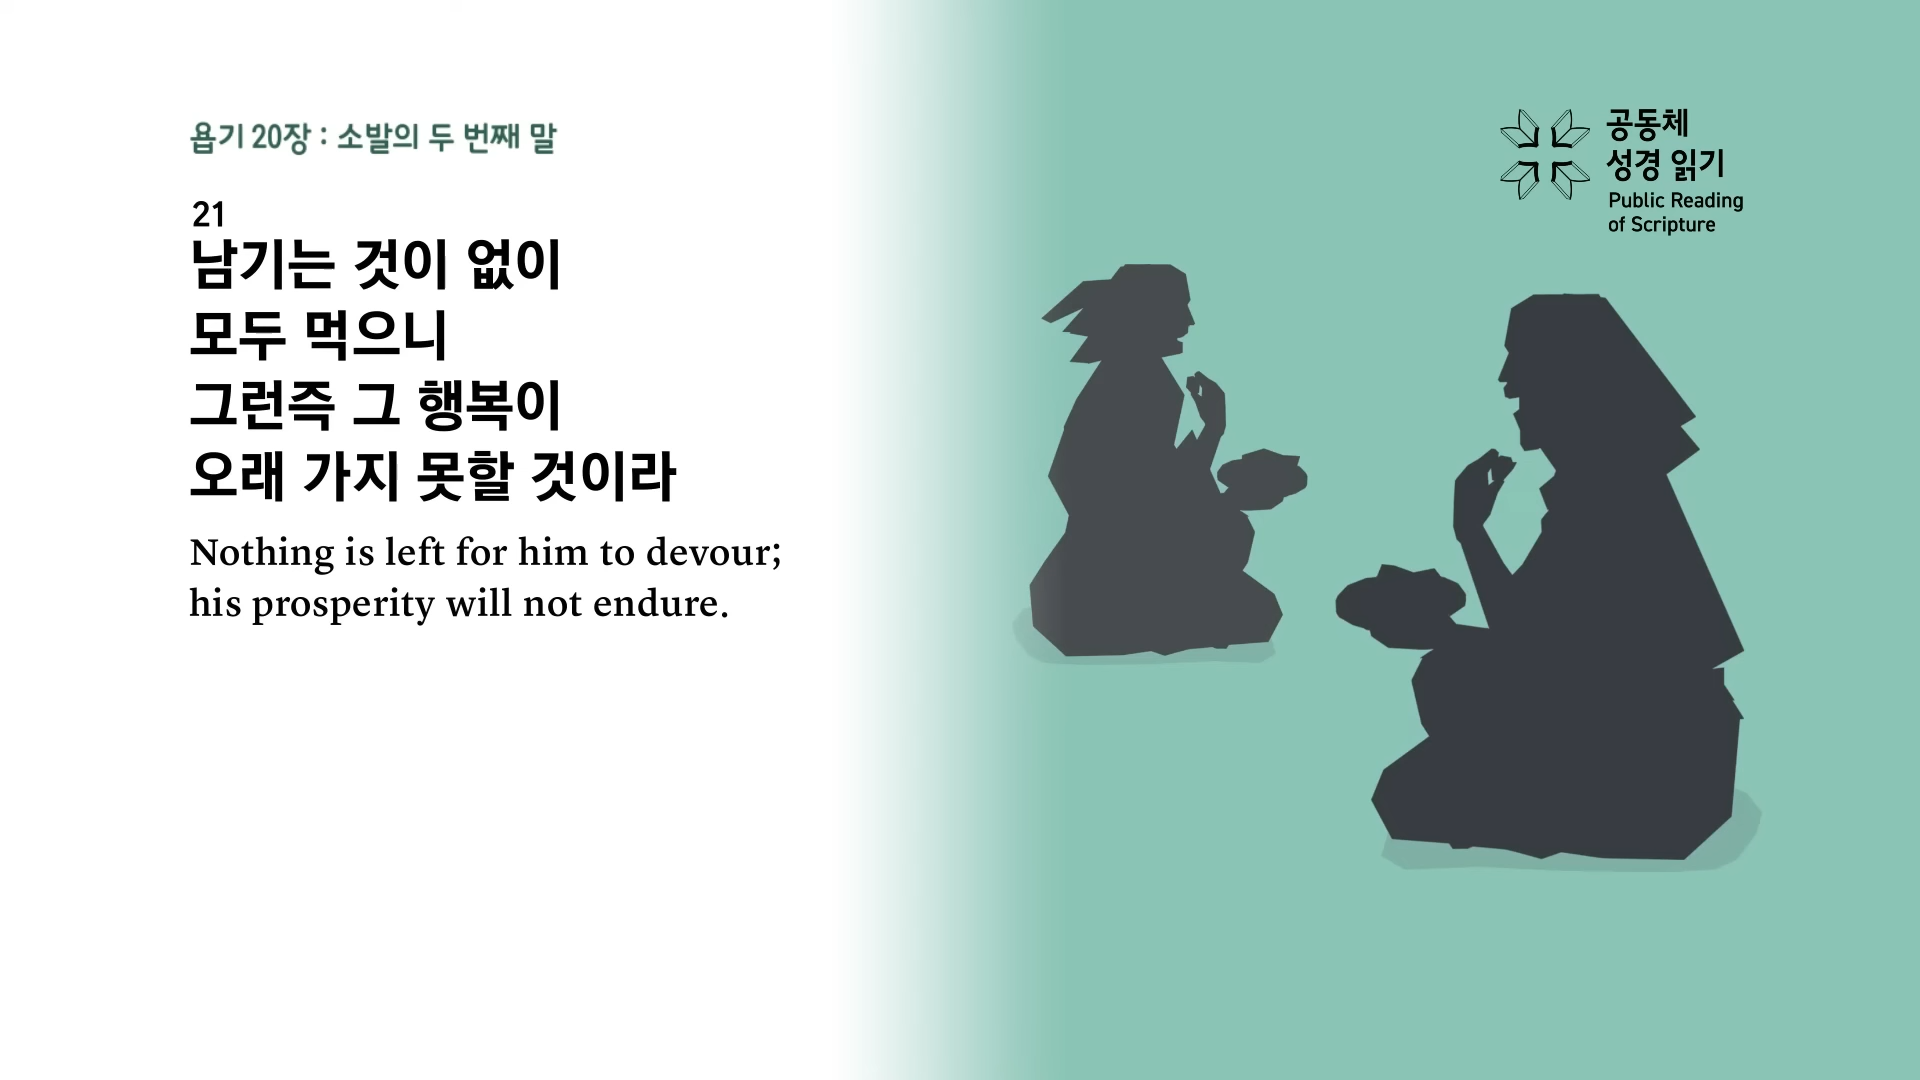 욥기 20장 : 소발의 두 번째 말
21
남기는 것이 없이
모두 먹으니
그런즉 그 행복이
오래 가지 못할 것이라
Nothing is left for him to devour;
his prosperity will not endure.
공동체
성경 읽기
Public Reading
of Scripture